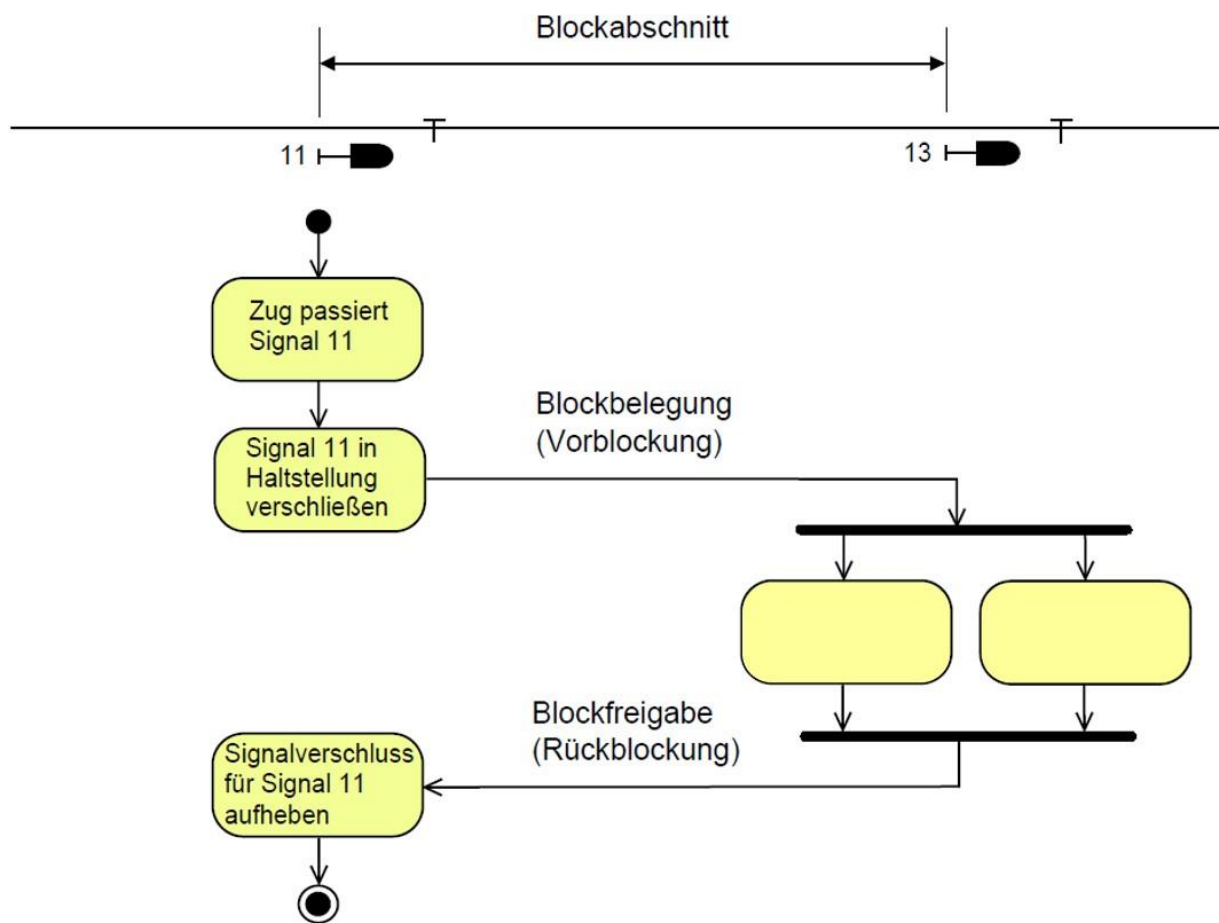 Blockabschnitt
11
13
Zug passiert
Signal 11
Blockbelegung
(Vorblockung)
Signal 11 in
Haltstellung
verschließen
Blockfreigabe
(Rückblockung)
Signalverschluss
für Signal 11
aufheben